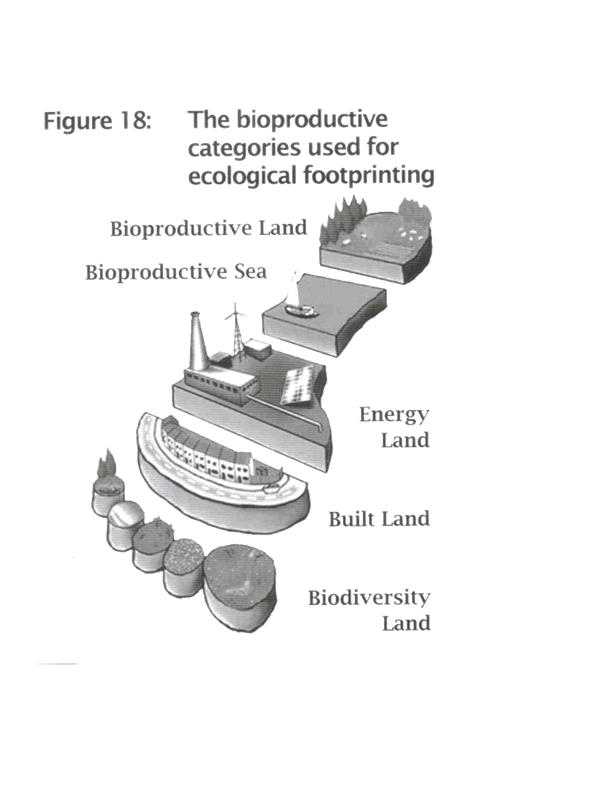 Figure 18: The bioproductive
categories used for
ecological footprinting
Bioproductive Land
Bioproductive Sea
Energy
Land
Built Land
Biodiversity
Land